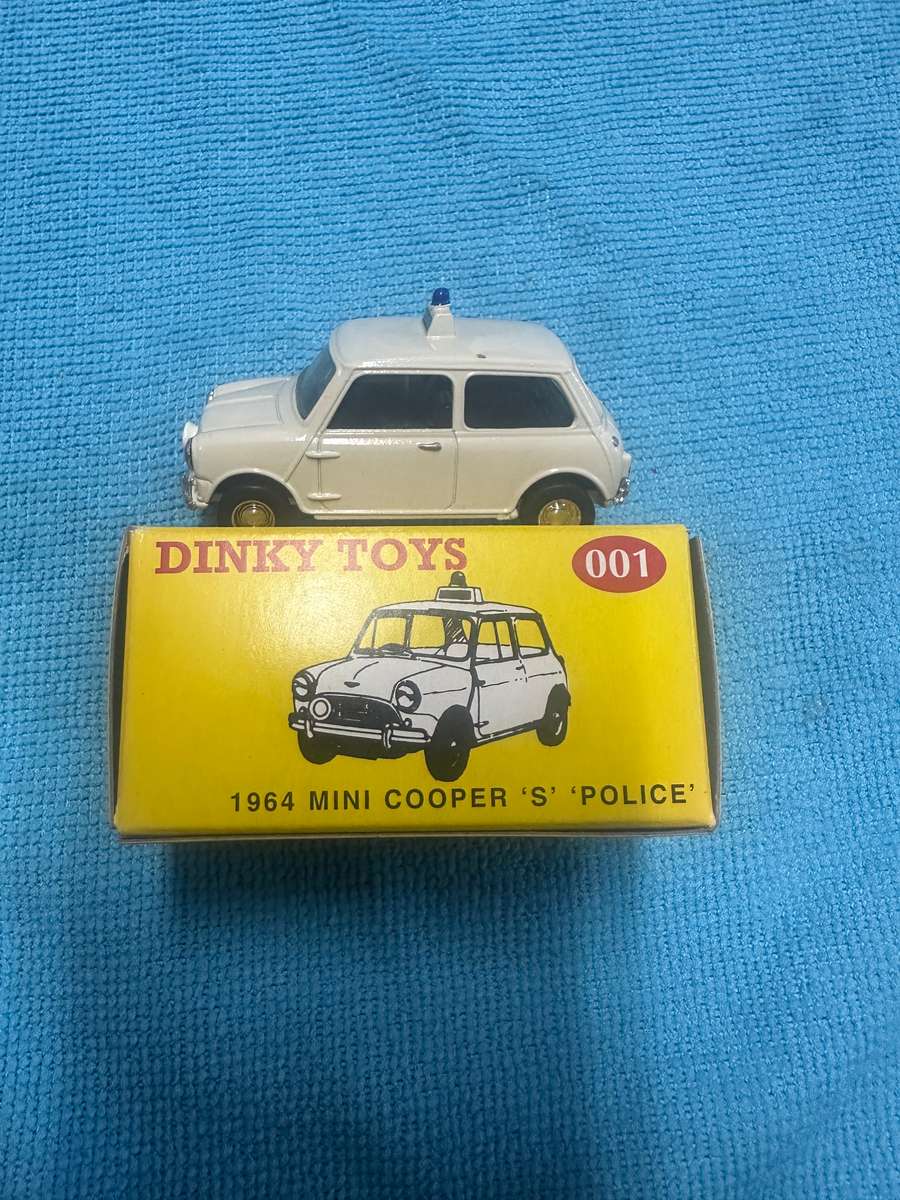 DINKY TOYS 001
1964 MINI COOPER ‘S’ ‘POLICE’